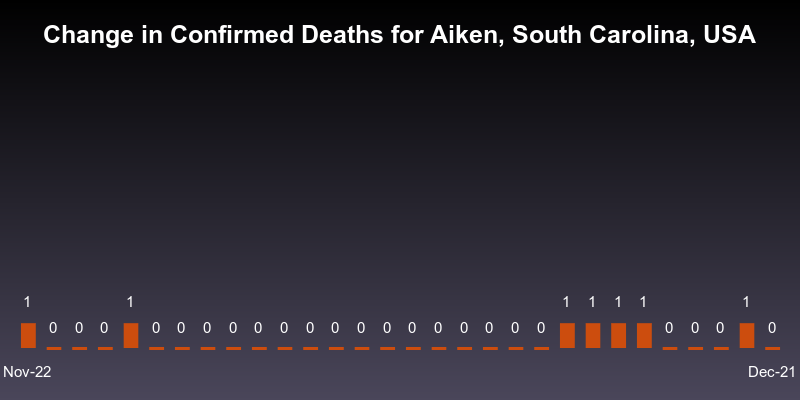 Change in Confirmed Deaths for Aiken, South Carolina, USA
1 1 1 1 1 1 1
0 0 0 0 0 0 0 0 0 0 0 0 0 0 0 0 0 0 0 0 0 0 0
Nov-22 Dec-21